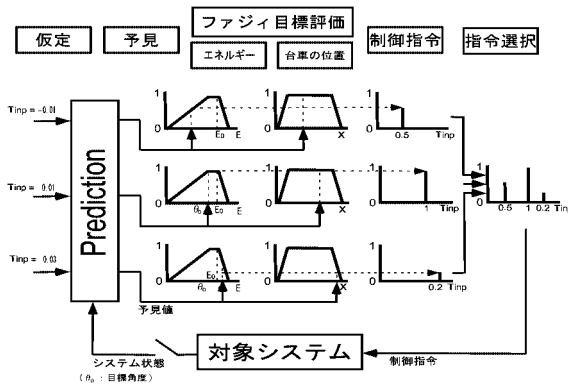 仮定
予見
ファジィ目標評価
エネルギー
台車の位置
制御指令
指令選択
Tinp = -0.01
Prediction
1
0
E₀
E
1
0
X
1
0
0.5
Tinp
Tinp = 0.01
1
0
θ₀
E₀
E
1
0
X
1
0
1
Tinp
1
0
0.5
1
0.2
Tinp = 0.03
1
0
E₀
θ₀
E
1
0
X
1
0
0.2
Tinp
予見値
対象システム
システム状態
(θ₀ : 目標角度)
制御指令